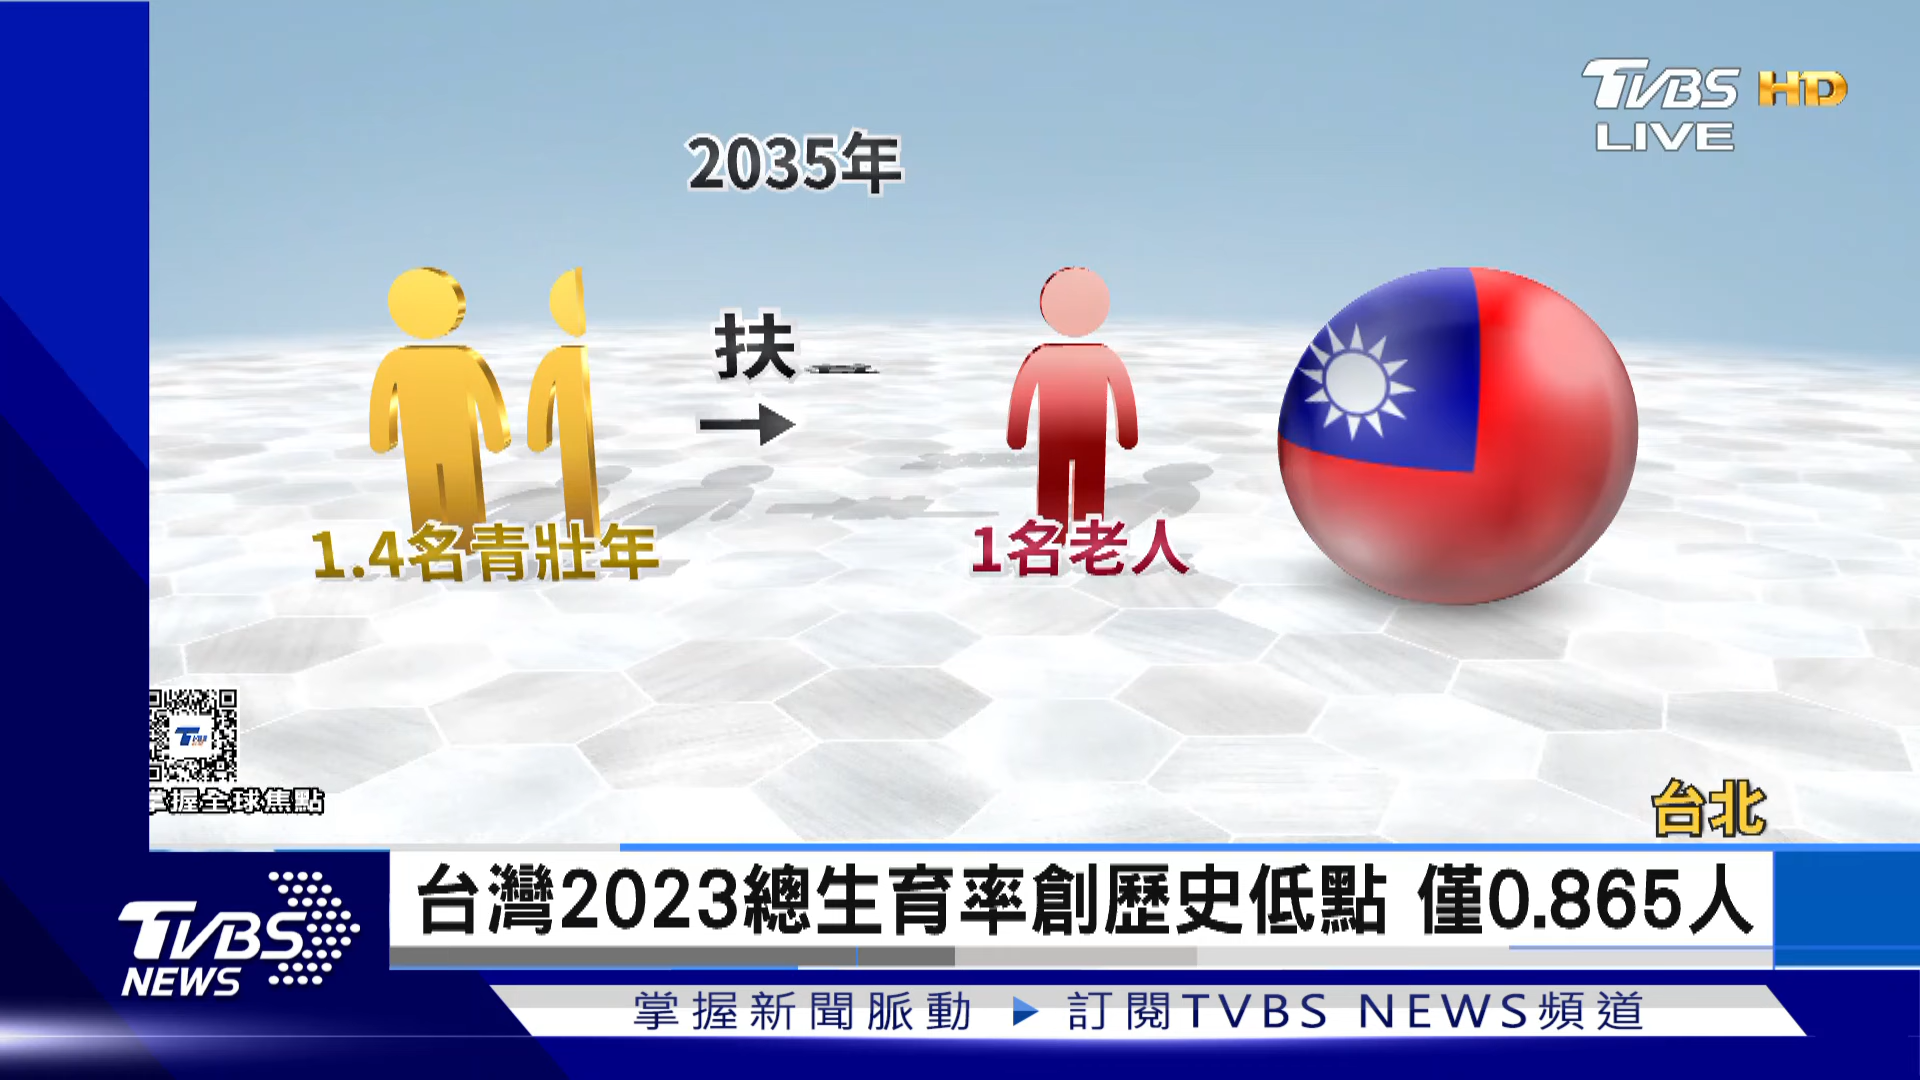 TVBS HD
LIVE
2035年
扶
1.4名青壯年
1名老人
掌握全球焦點
台北
台灣2023總生育率創歷史低點 僅0.865人
TVBS
NEWS
掌握新聞脈動 ▶ 訂閱TVBS NEWS頻道